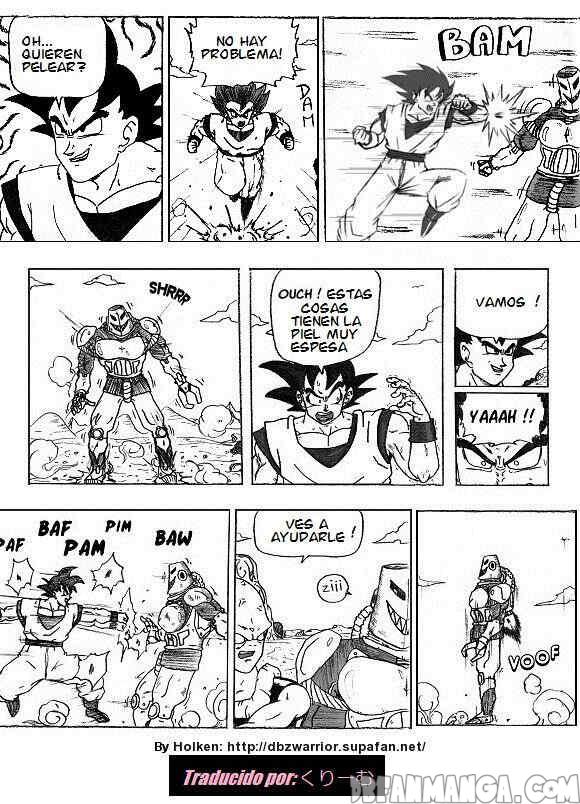 OH...
QUIEREN
PELEAR?
NO HAY
PROBLEMA!
DAM
BAM
SHRRP
OUCH! ESTAS
COSAS
TIENEN LA
PIEL MUY
ESPESA
VAMOS !
YAAAH !!
PAF
BAF
PAM
PIM
BAW
VES A
AYUDARLE !
ziii
VOOF
By Holken: http://dbzwarrior.supafan.net/
Traducido por:くりーむ
DREANMANGA.COM